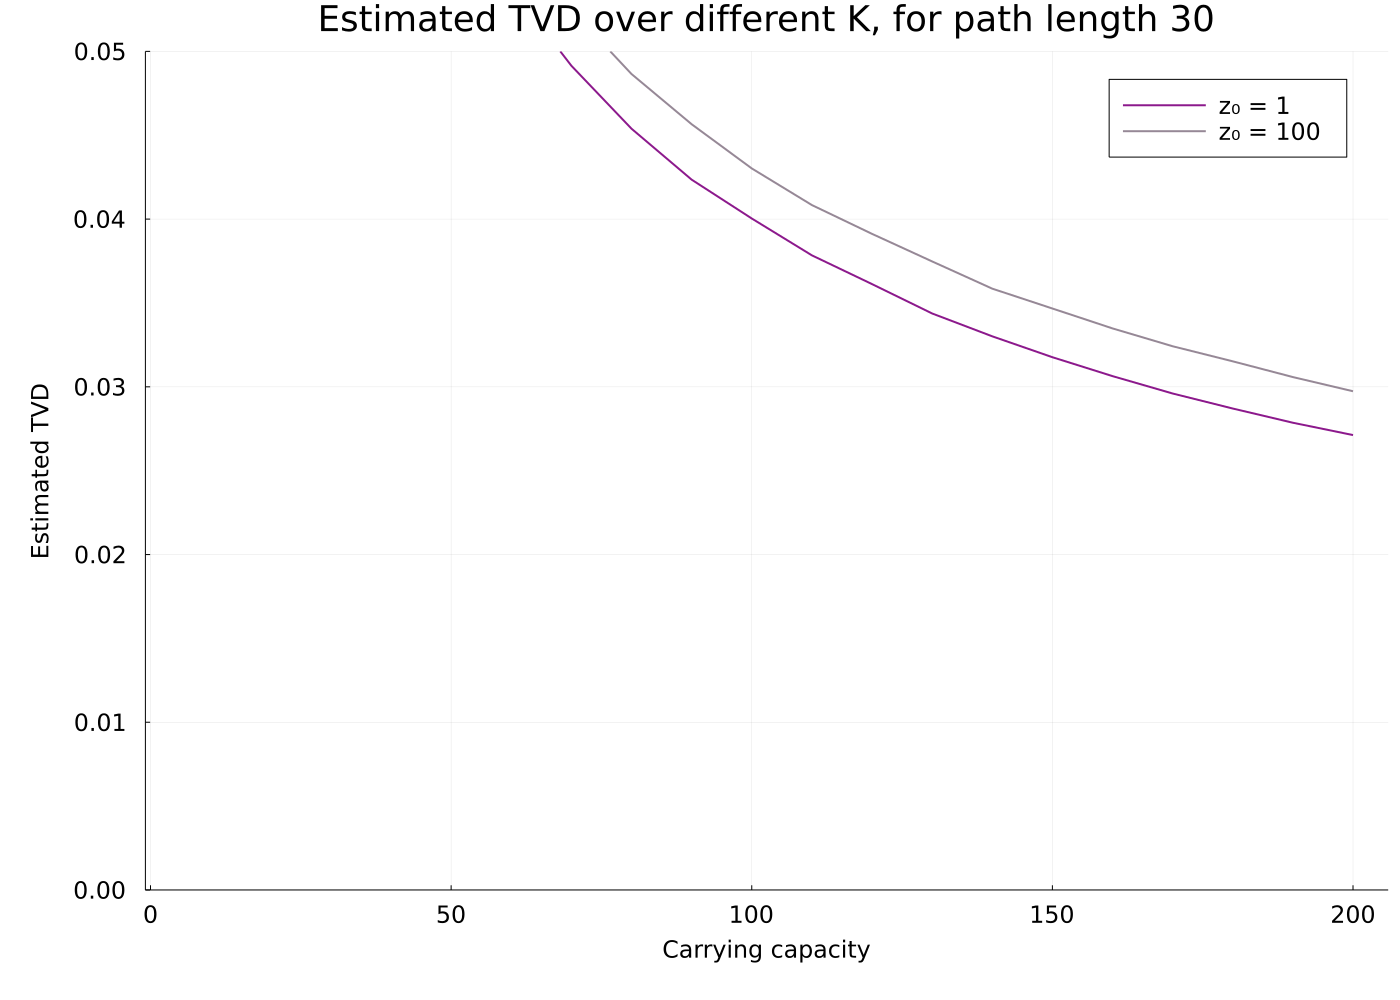 Estimated TVD over different K, for path length 30
0.05
z₀ = 1
z₀ = 100
0.04
0.03
Estimated TVD
0.02
0.01
0.00
0 50 100 150 200
Carrying capacity